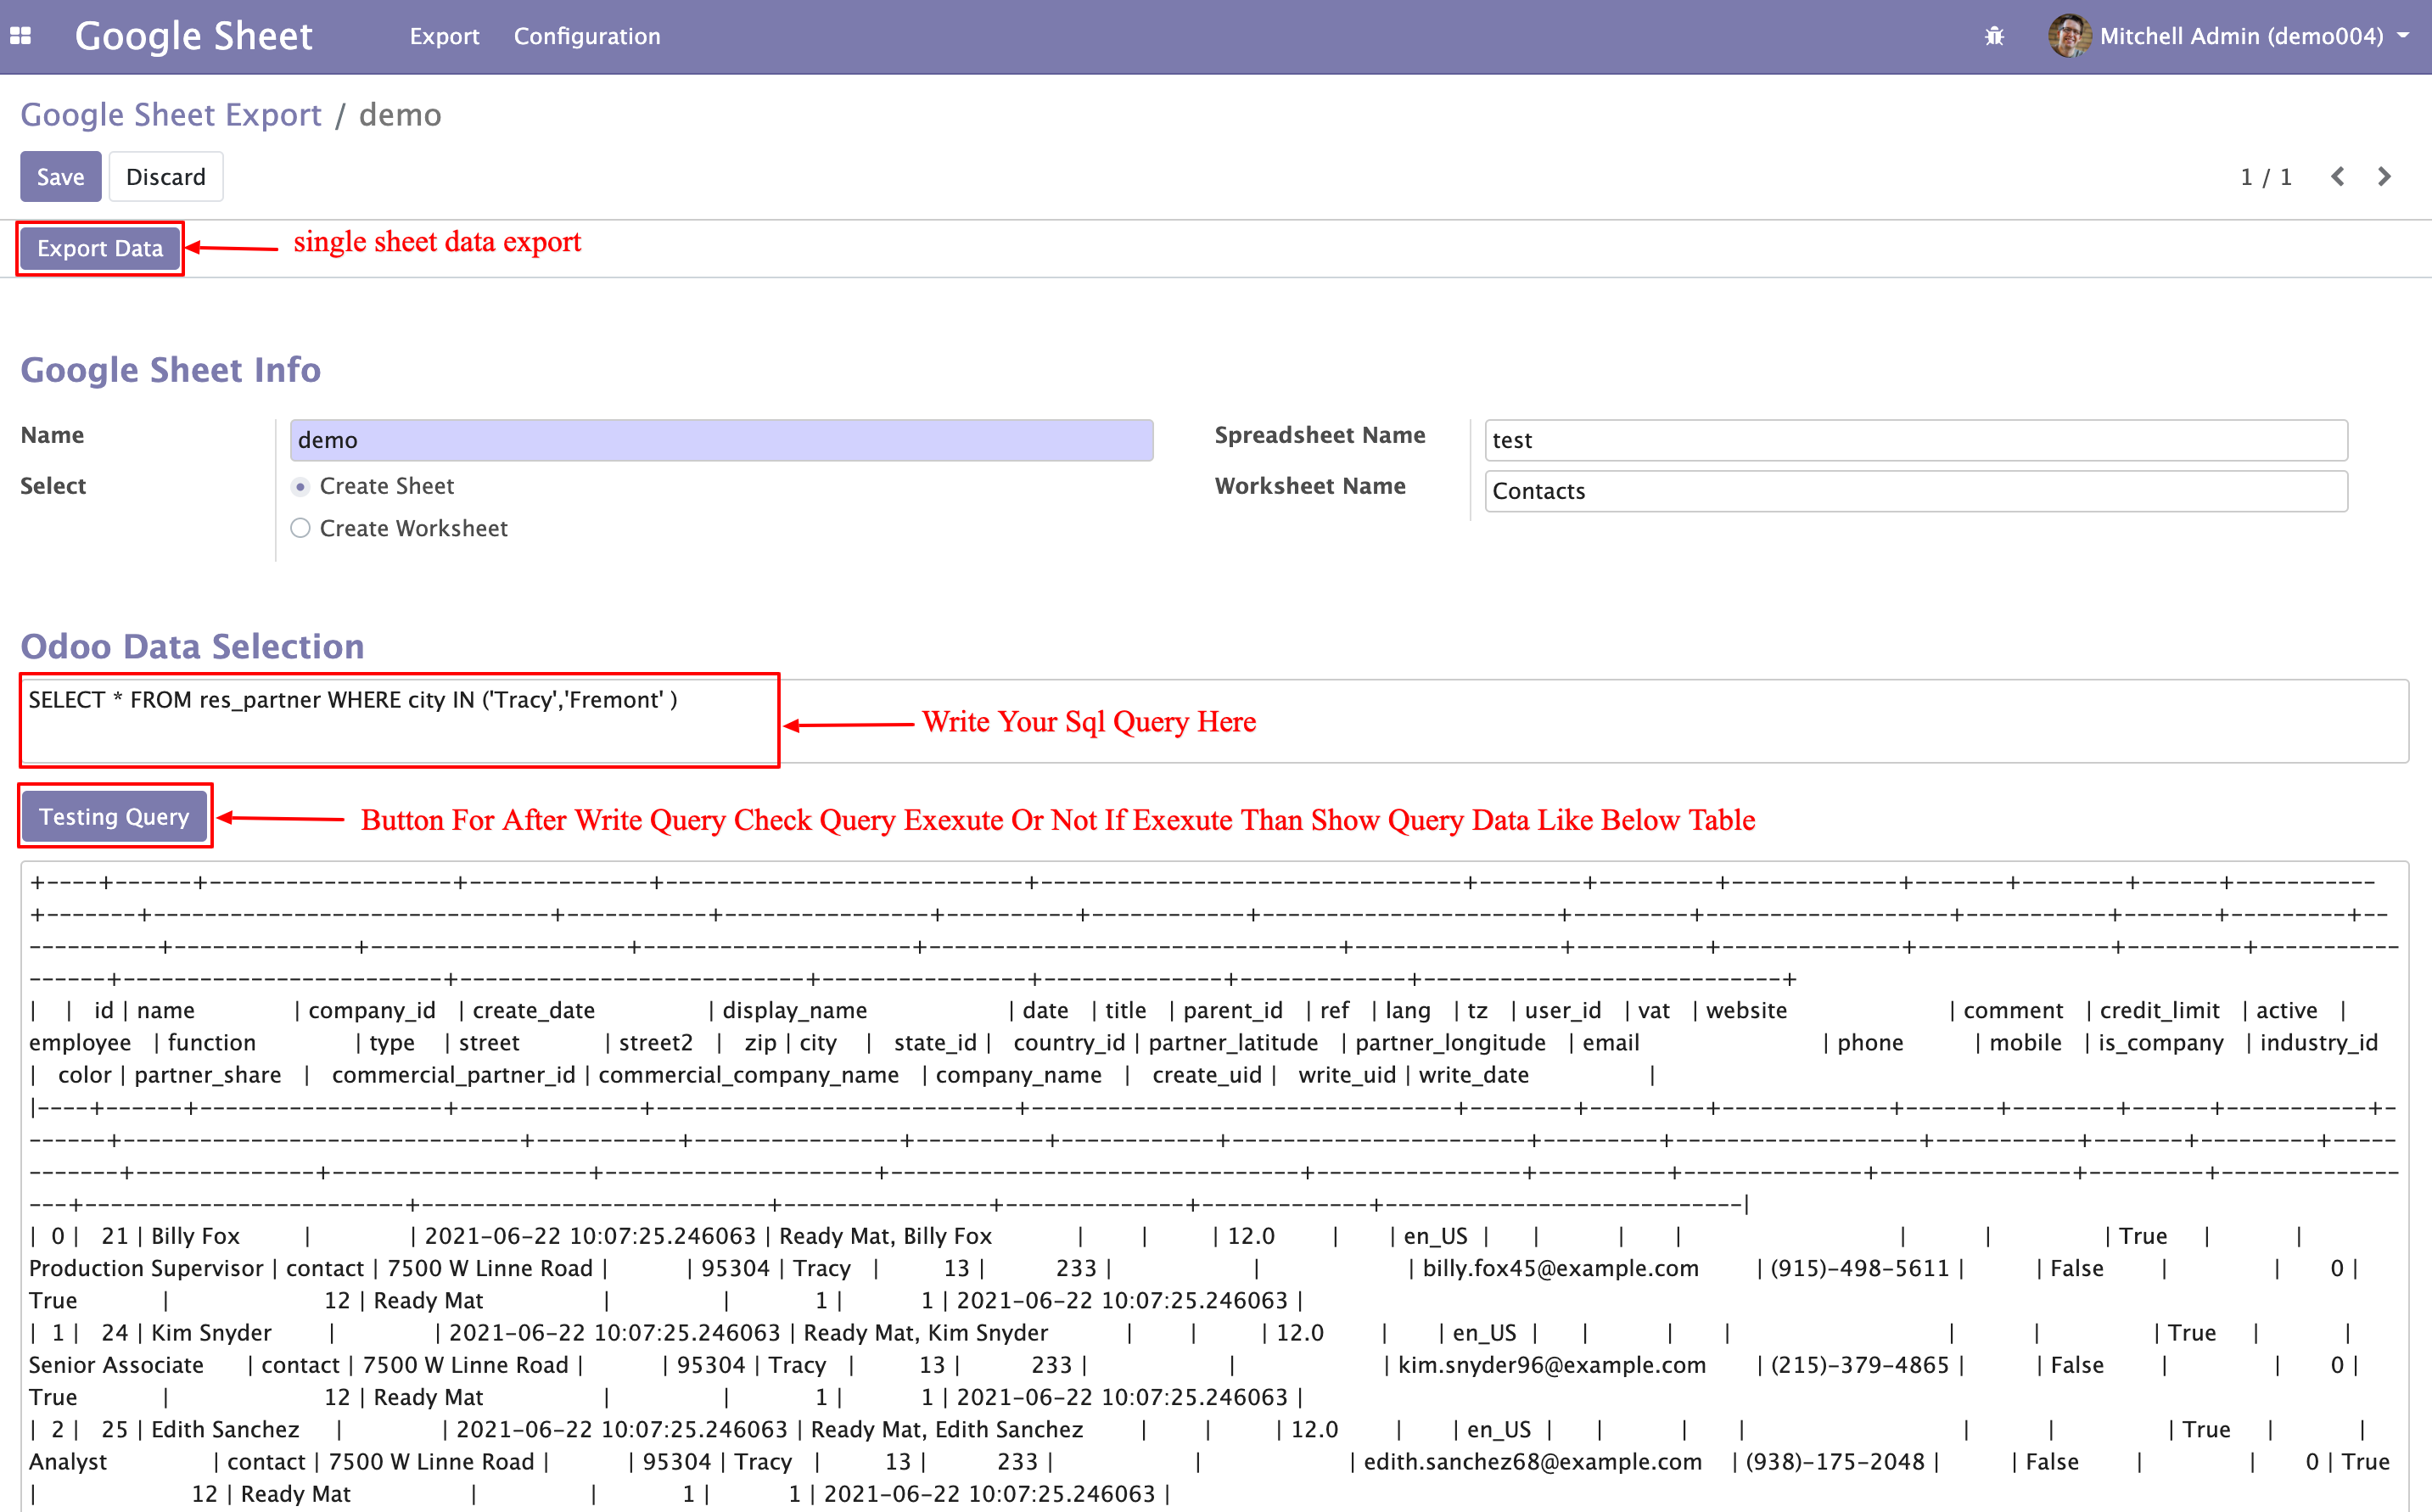 Google Sheet Export Configuration Mitchell Admin (demo004)
Google Sheet Export / demo
Save Discard 1 / 1
Export Data single sheet data export
Google Sheet Info
Name demo Spreadsheet Name test
Select Create Sheet Worksheet Name Contacts
Create Worksheet
Odoo Data Selection
SELECT * FROM res_partner WHERE city IN ('Tracy','Fremont' )
Write Your Sql Query Here
Testing Query Button For After Write Query Check Query Exexute Or Not If Exexute Than Show Query Data Like Below Table
| | id | name | company_id | create_date | display_name | date | title | parent_id | ref | lang | tz | user_id | vat | website | comment | credit_limit | active |
employee | function | type | street | street2 | zip | city | state_id | country_id | partner_latitude | partner_longitude | email | phone | mobile | is_company | industry_id
| color | partner_share | commercial_partner_id | commercial_company_name | company_name | create_uid | write_uid | write_date |
| 0 | 21 | Billy Fox | | 2021-06-22 10:07:25.246063 | Ready Mat, Billy Fox | | | 12.0 | | en_US | | | | | | | True | |
Production Supervisor | contact | 7500 W Linne Road | | 95304 | Tracy | 13 | 233 | | | billy.fox45@example.com | (915)-498-5611 | | False | | 0 |
True | 12 | Ready Mat | | 1 | 1 | 2021-06-22 10:07:25.246063 |
| 1 | 24 | Kim Snyder | | 2021-06-22 10:07:25.246063 | Ready Mat, Kim Snyder | | | 12.0 | | en_US | | | | | | | True | |
Senior Associate | contact | 7500 W Linne Road | | 95304 | Tracy | 13 | 233 | | | kim.snyder96@example.com | (215)-379-4865 | | False | | 0 |
True | 12 | Ready Mat | | 1 | 1 | 2021-06-22 10:07:25.246063 |
| 2 | 25 | Edith Sanchez | | 2021-06-22 10:07:25.246063 | Ready Mat, Edith Sanchez | | | 12.0 | | en_US | | | | | | | True | |
Analyst | contact | 7500 W Linne Road | | 95304 | Tracy | 13 | 233 | | | edith.sanchez68@example.com | (938)-175-2048 | | False | | 0 | True
| 12 | Ready Mat | | 1 | 1 | 2021-06-22 10:07:25.246063 |